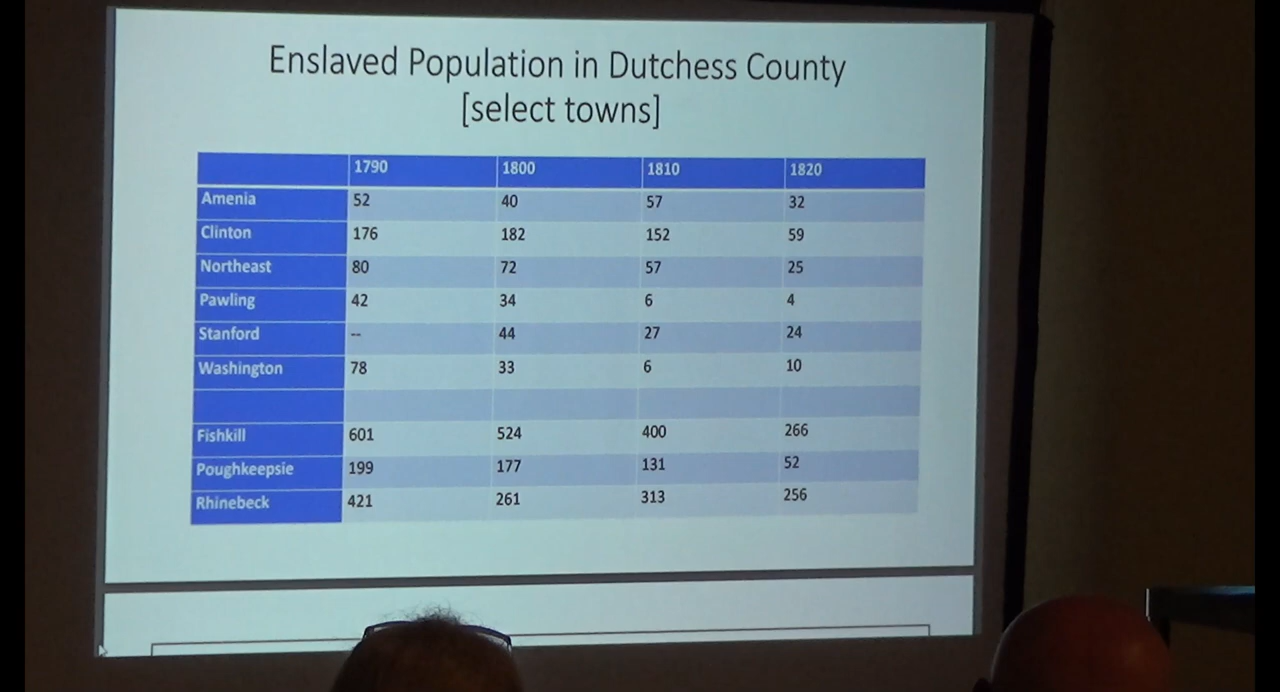 Enslaved Population in Dutchess County
[select towns]
1790 1800 1810 1820
Amenia 52 40 57 32
Clinton 176 182 152 59
Northeast 80 72 57 25
Pawling 42 34 6 4
Stanford -- 44 27 24
Washington 78 33 6 10
Fishkill 601 524 400 266
Poughkeepsie 199 177 131 52
Rhinebeck 421 261 313 256